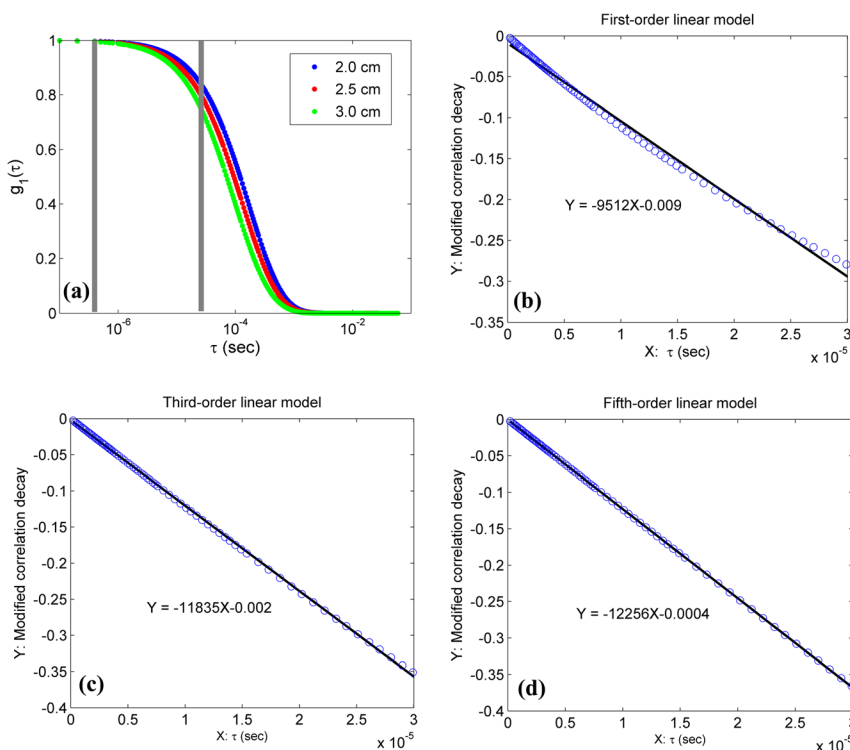 1
0.8
0.6
0.4
0.2
0
g₁(τ)
2.0 cm
2.5 cm
3.0 cm
(a)
10⁻⁶
10⁻⁴
10⁻²
τ (sec)
First-order linear model
0
-0.05
-0.1
-0.15
-0.2
-0.25
-0.3
-0.35
Y: Modified correlation decay
Y = -9512X-0.009
(b)
0
0.5
1
1.5
2
2.5
3
X: τ (sec)
x 10⁻⁵
Third-order linear model
0
-0.05
-0.1
-0.15
-0.2
-0.25
-0.3
-0.35
-0.4
Y: Modified correlation decay
Y = -11835X-0.002
(c)
0
0.5
1
1.5
2
2.5
3
X: τ (sec)
x 10⁻⁵
Fifth-order linear model
0
-0.05
-0.1
-0.15
-0.2
-0.25
-0.3
-0.35
-0.4
Y: Modified correlation decay
Y = -12256X-0.0004
(d)
0
0.5
1
1.5
2
2.5
3
X: τ (sec)
x 10⁻⁵